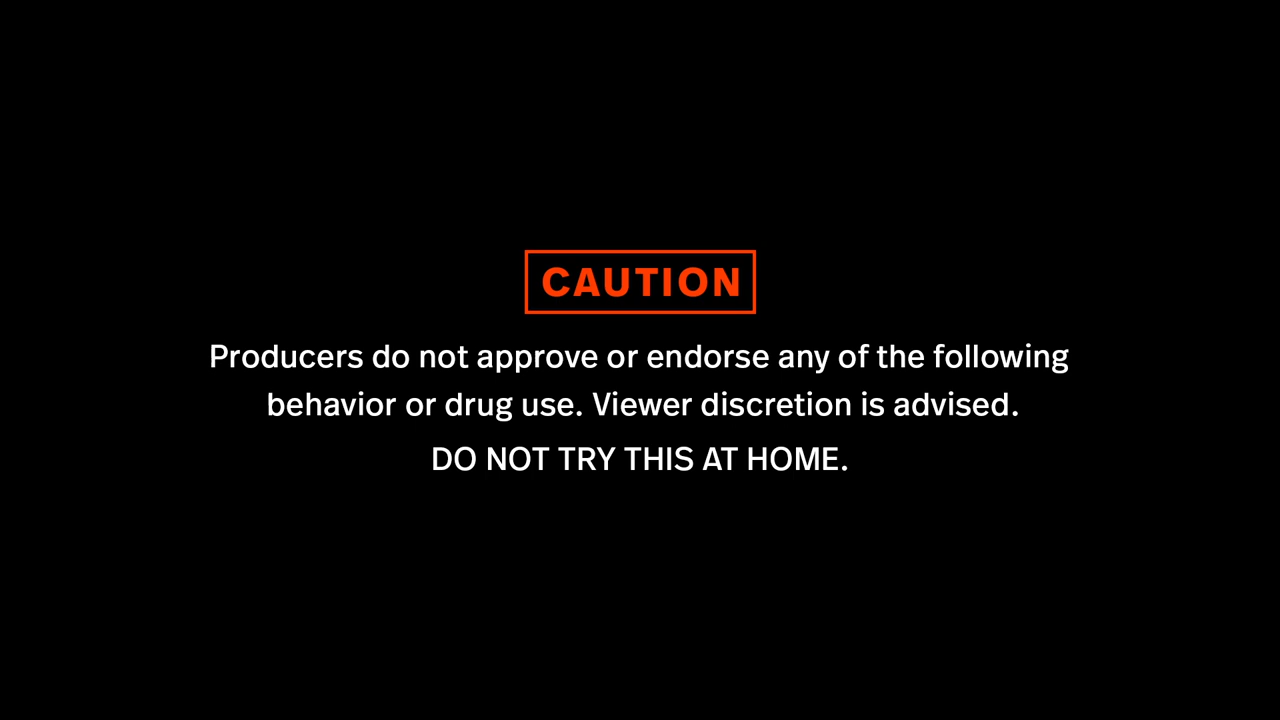 CAUTION
Producers do not approve or endorse any of the following
behavior or drug use. Viewer discretion is advised.
DO NOT TRY THIS AT HOME.